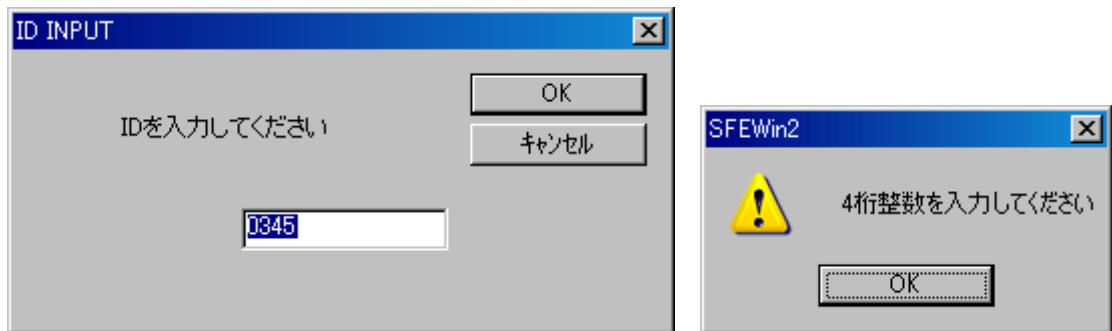 ID INPUT
OK
IDを入力してください
キャンセル
0345
SFEWin2
4桁整数を入力してください
OK